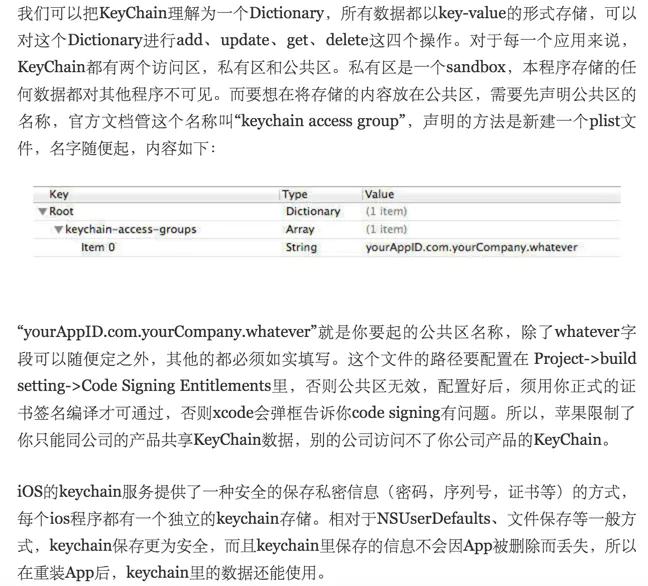 我们可以把KeyChain理解为一个Dictionary，所有数据都以key-value的形式存储，可以
对这个Dictionary进行add、update、get、delete这四个操作。对于每一个应用来说，
KeyChain都有两个访问区，私有区和公共区。私有区是一个sandbox，本程序存储的任
何数据都对其他程序不可见。而要想在将存储的内容放在公共区，需要先声明公共区的
名称，官方文档管这个名称叫“keychain access group”，声明的方法是新建一个plist文
件，名字随便起，内容如下：
Key Type Value
Root Dictionary (1 item)
keychain-access-groups Array (1 item)
Item 0 String yourAppID.com.yourCompany.whatever
“yourAppID.com.yourCompany.whatever”就是你要起的公共区名称，除了whatever字
段可以随便定之外，其他的都必须如实填写。这个文件的路径要配置在 Project->build
setting->Code Signing Entitlements里，否则公共区无效，配置好后，须用你正式的证
书签名编译才可通过，否则xcode会弹框告诉你code signing有问题。所以，苹果限制了
你只能同公司的产品共享KeyChain数据，别的公司访问不了你公司产品的KeyChain。
iOS的keychain服务提供了一种安全的保存私密信息（密码，序列号，证书等）的方式，
每个ios程序都有一个独立的keychain存储。相对于NSUserDefaults、文件保存等一般方
式，keychain保存更为安全，而且keychain里保存的信息不会因App被删除而丢失，所以
在重装App后，keychain里的数据还能使用。